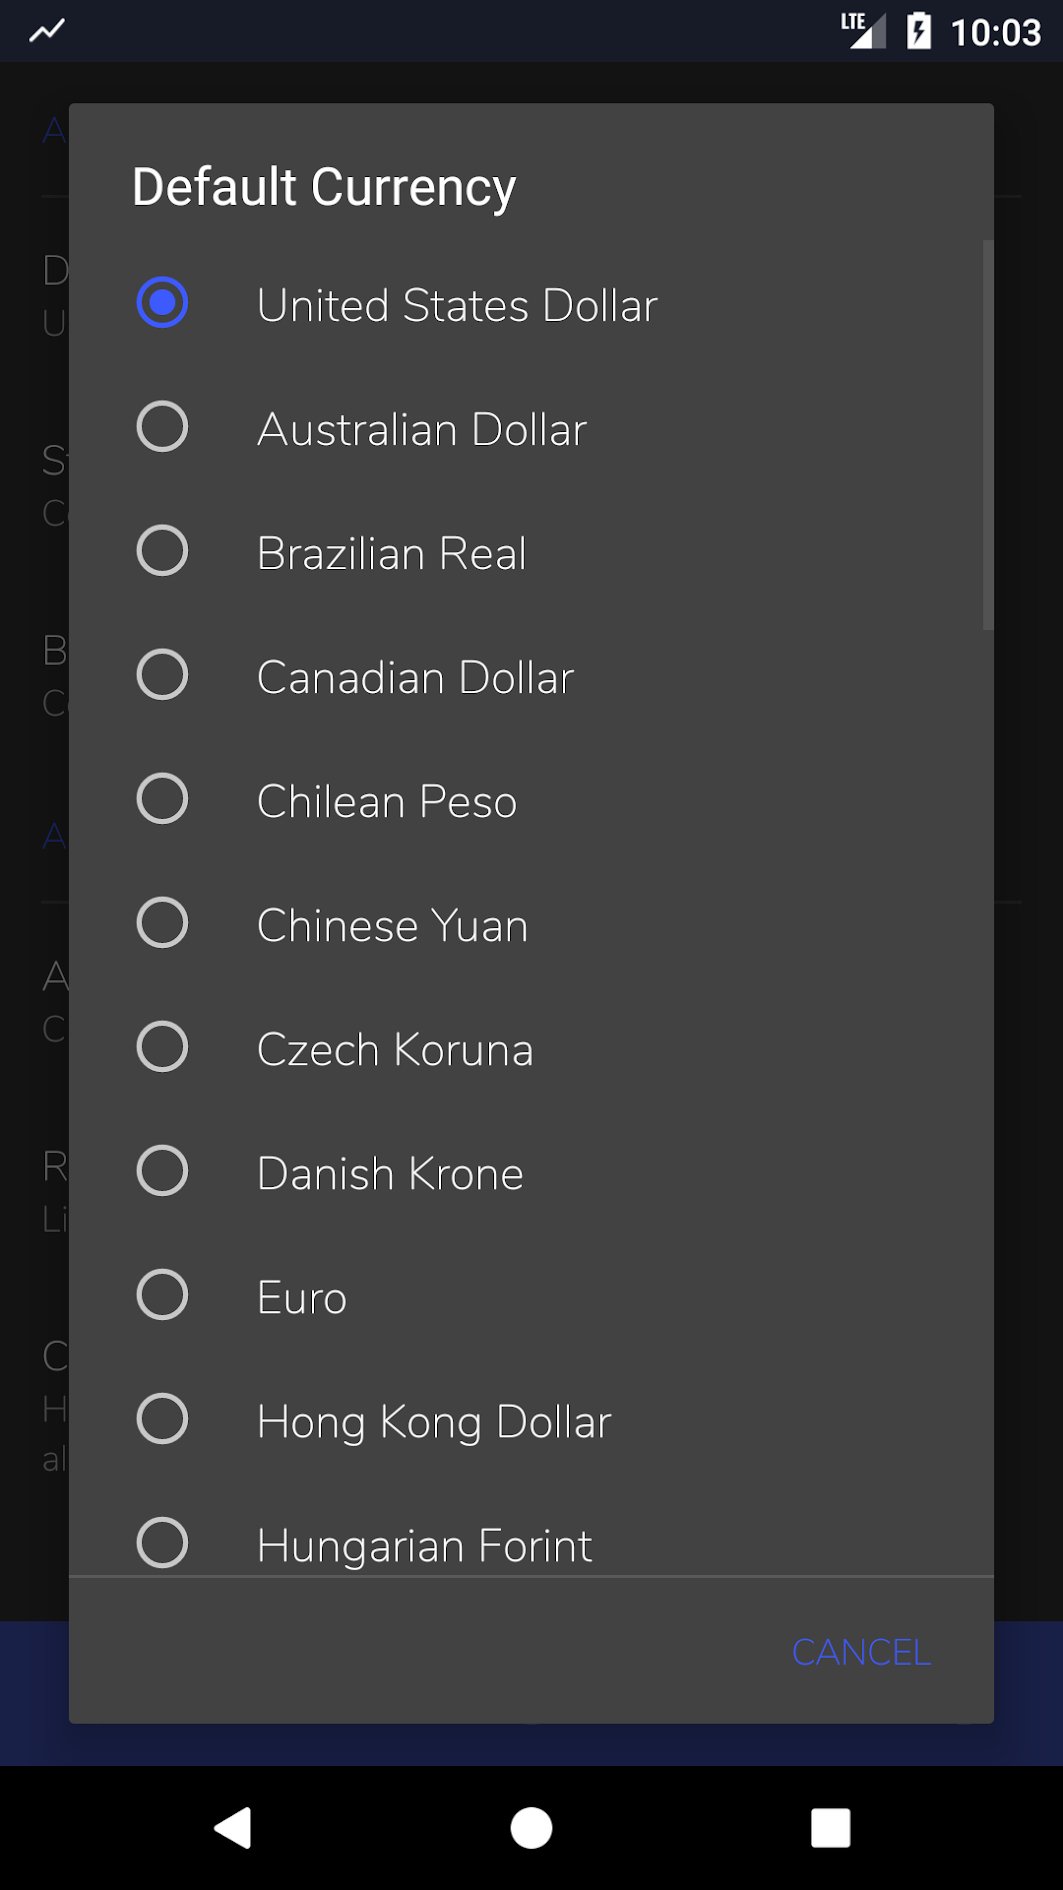 LTE 10:03
Default Currency
United States Dollar
Australian Dollar
Brazilian Real
Canadian Dollar
Chilean Peso
Chinese Yuan
Czech Koruna
Danish Krone
Euro
Hong Kong Dollar
Hungarian Forint
CANCEL